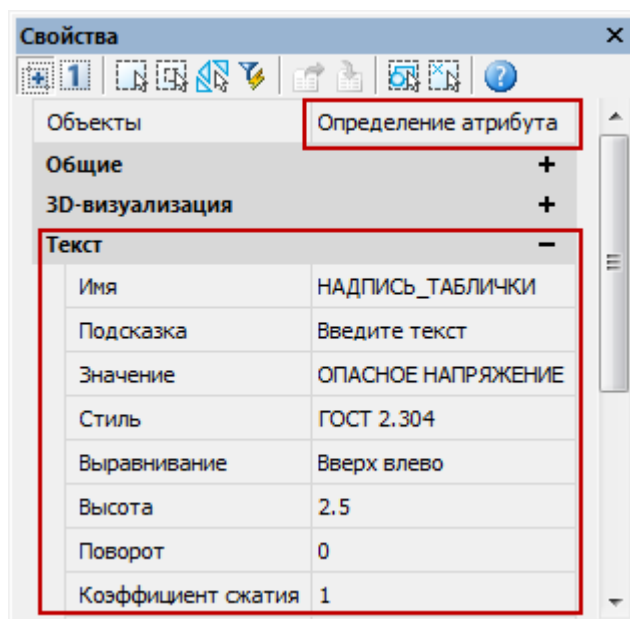 Свойства
1
Объекты Определение атрибута
Общие +
3D-визуализация +
Текст −
Имя НАДПИСЬ_ТАБЛИЧКИ
Подсказка Введите текст
Значение ОПАСНОЕ НАПРЯЖЕНИЕ
Стиль ГОСТ 2.304
Выравнивание Вверх влево
Высота 2.5
Поворот 0
Коэффициент сжатия 1